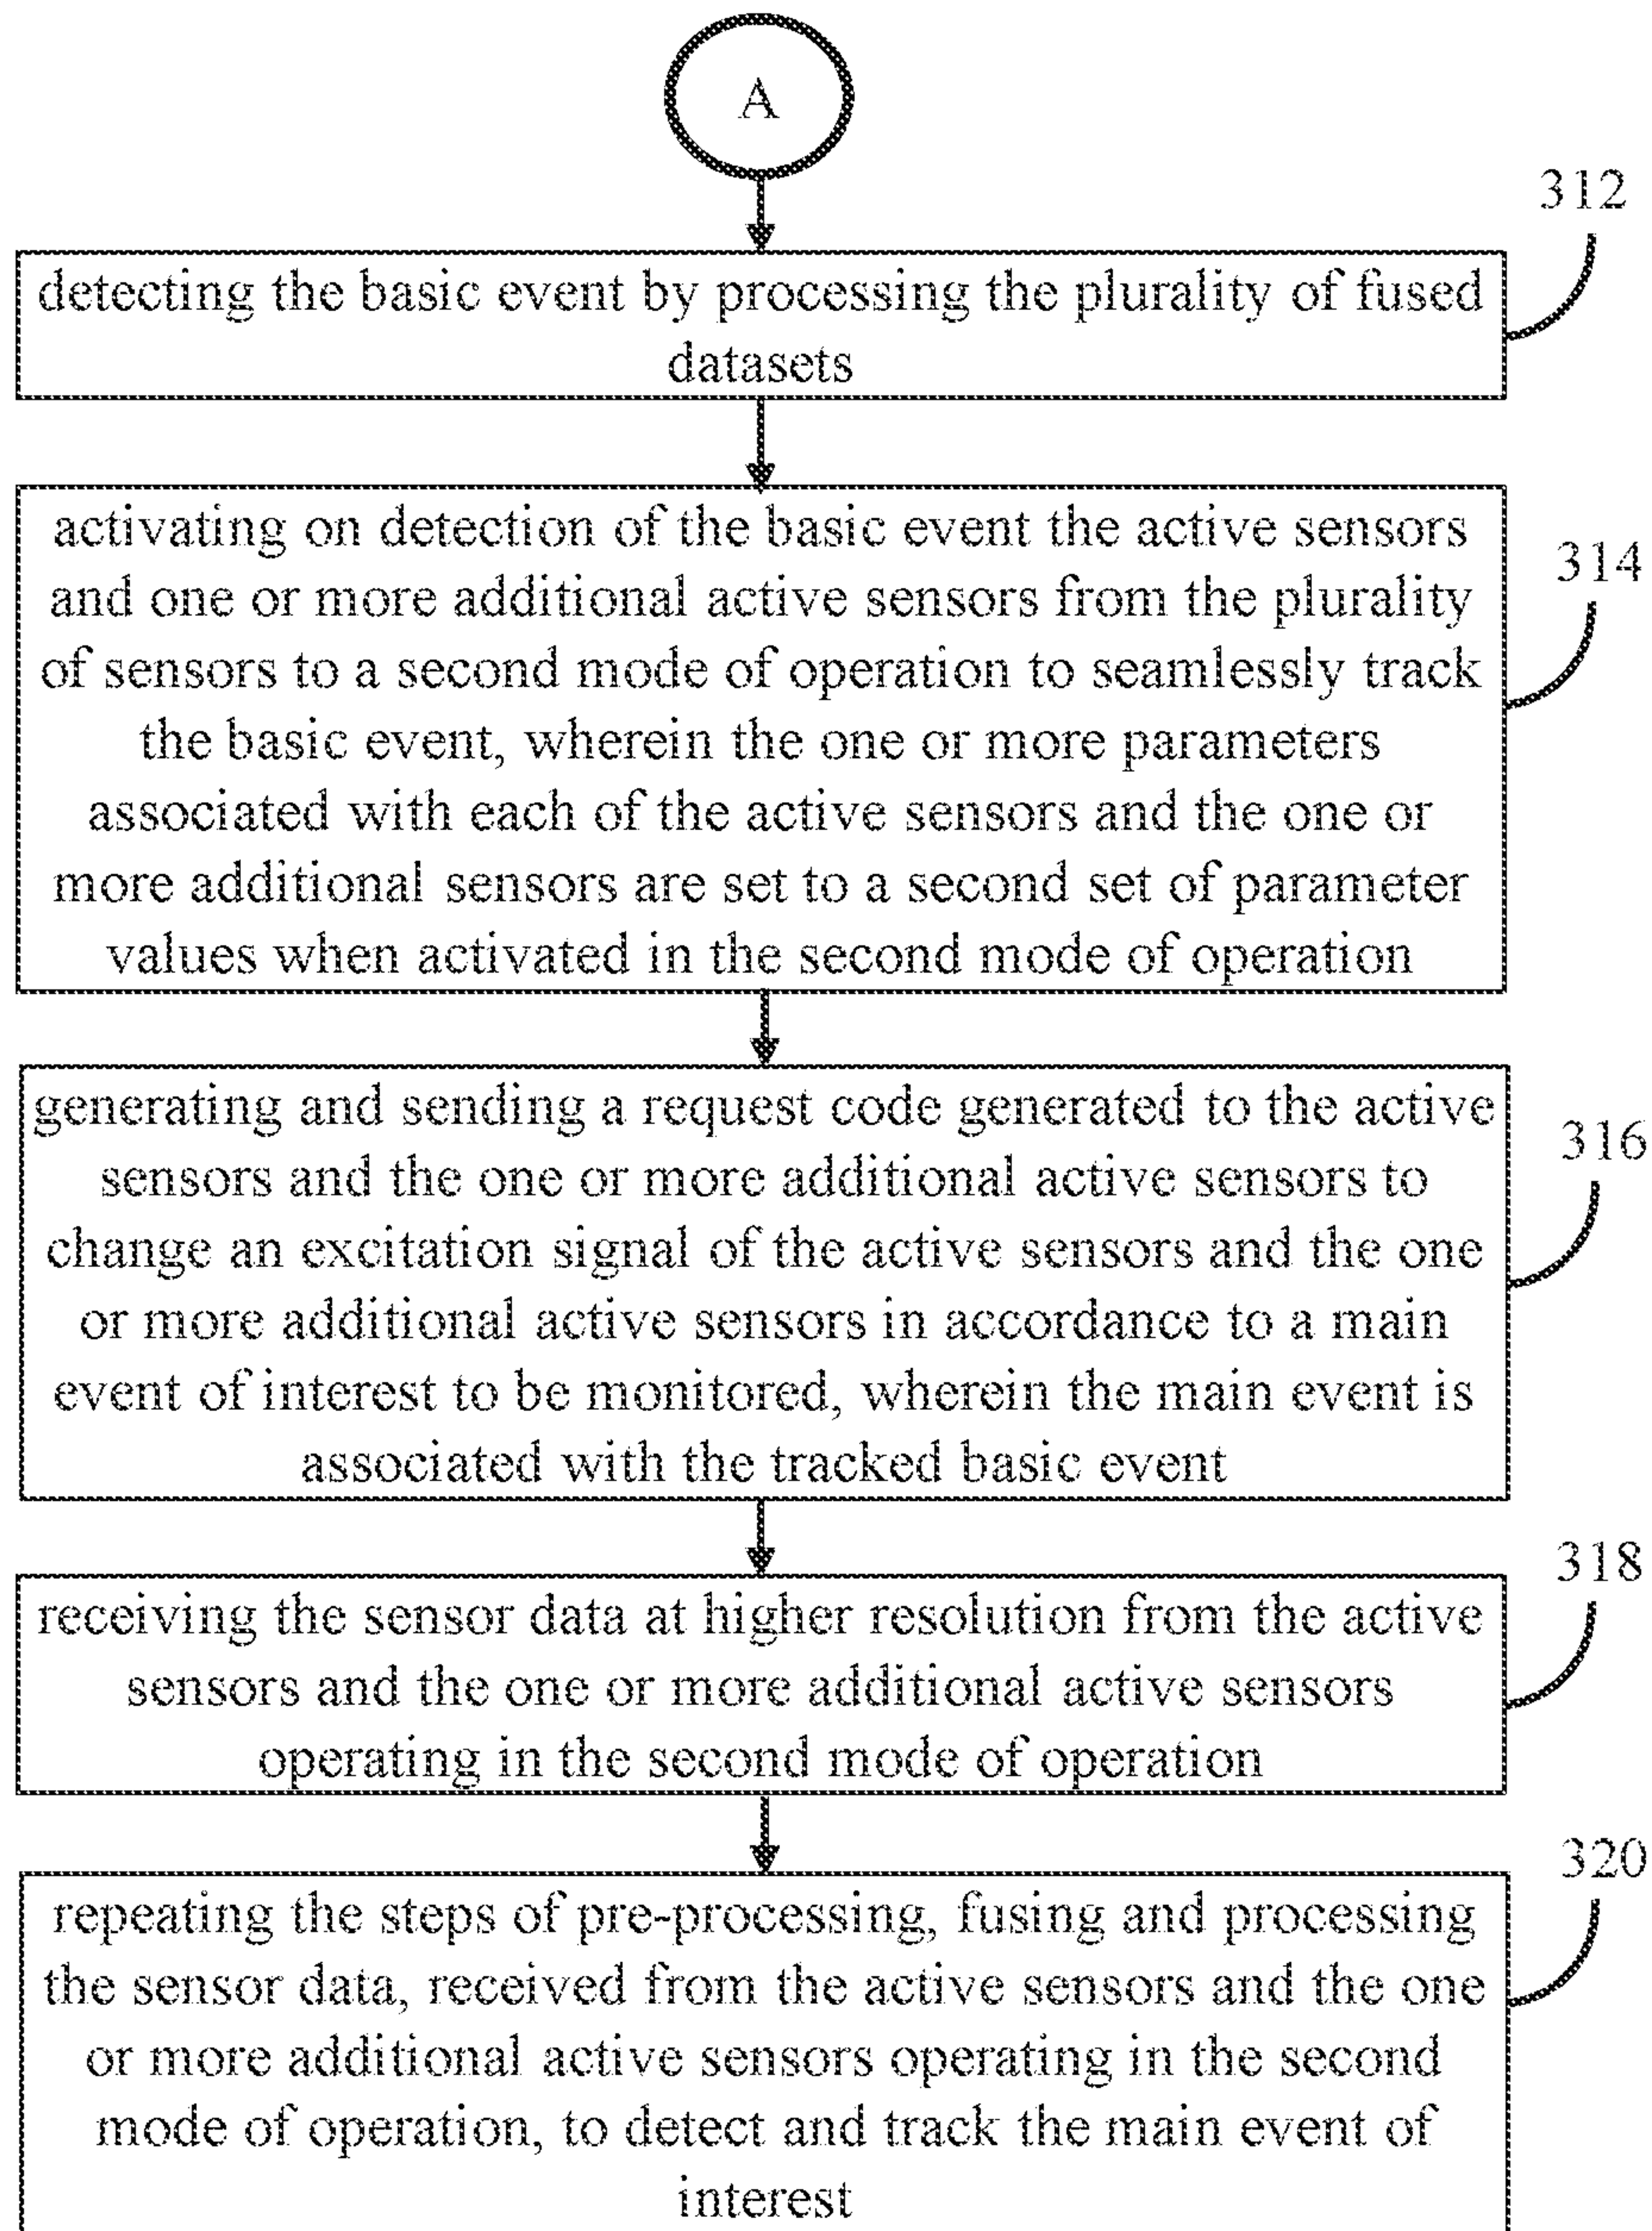 A
312
detecting the basic event by processing the plurality of fused
datasets
activating on detection of the basic event the active sensors
and one or more additional active sensors from the plurality
of sensors to a second mode of operation to seamlessly track
the basic event, wherein the one or more parameters
associated with each of the active sensors and the one or
more additional sensors are set to a second set of parameter
values when activated in the second mode of operation
314
generating and sending a request code generated to the active
sensors and the one or more additional active sensors to
change an excitation signal of the active sensors and the one
or more additional active sensors in accordance to a main
event of interest to be monitored, wherein the main event is
associated with the tracked basic event
316
receiving the sensor data at higher resolution from the active
sensors and the one or more additional active sensors
operating in the second mode of operation
318
repeating the steps of pre-processing, fusing and processing
the sensor data, received from the active sensors and the one
or more additional active sensors operating in the second
mode of operation, to detect and track the main event of
interest
320